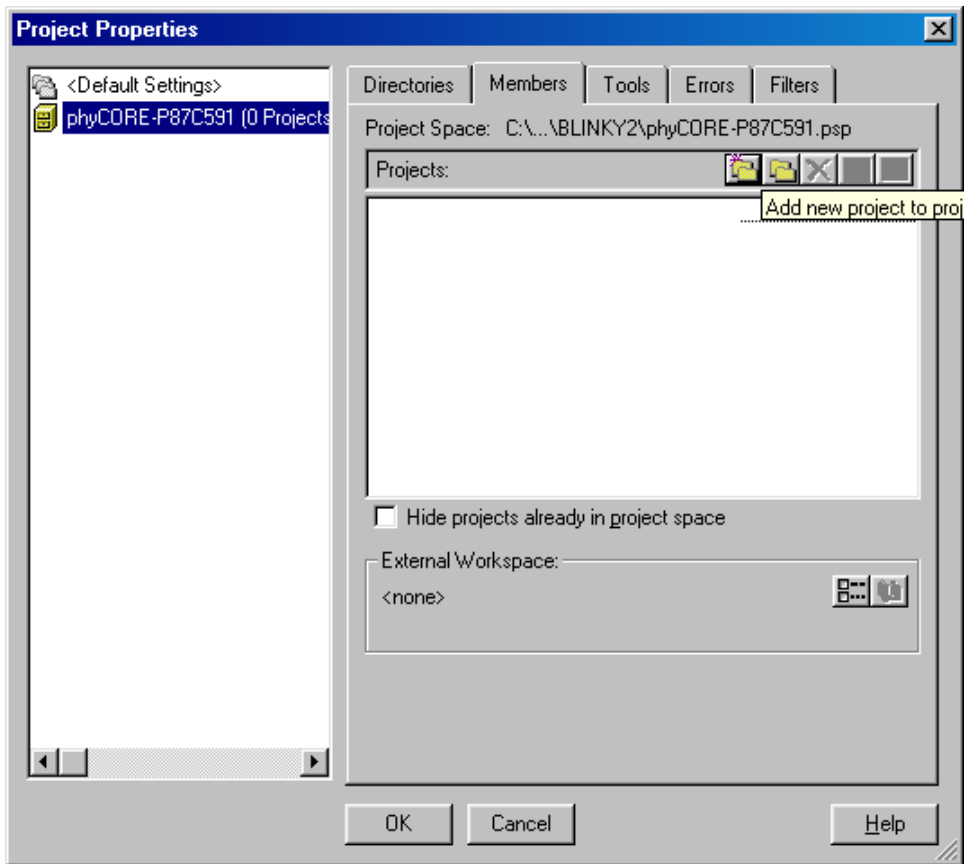 Project Properties
<Default Settings>
phyCORE-P87C591 (0 Projects
Directories Members Tools Errors Filters
Project Space: C:\...\BLINKY2\phyCORE-P87C591.psp
Projects:
Add new project to proj
Hide projects already in project space
External Workspace:
<none>
OK Cancel Help